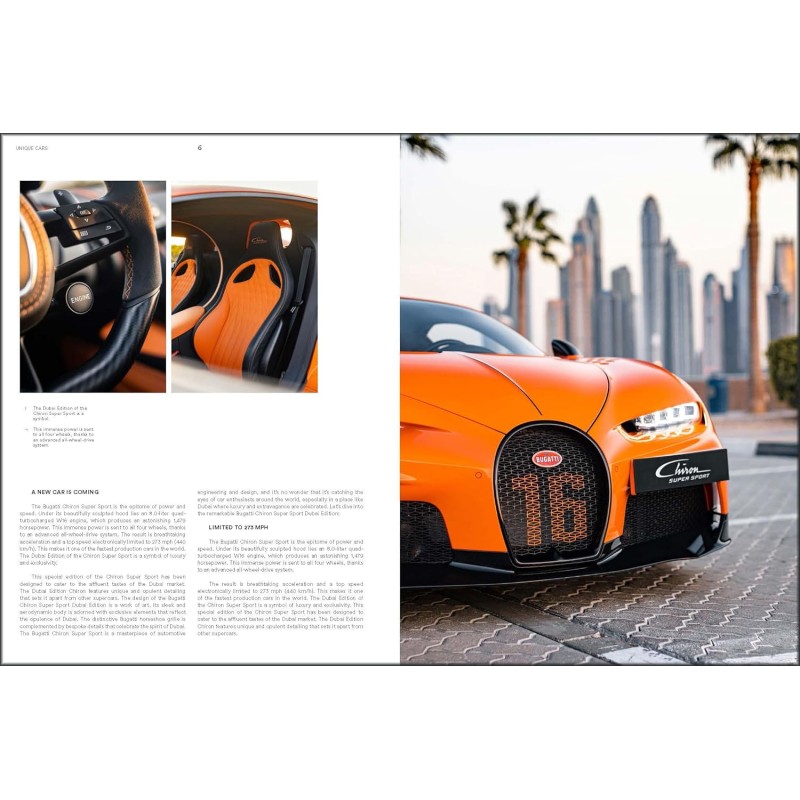 UNIQUE CARS
6
ENGINE
The Dubai Edition of the
Chiron Super Sport is a
symbol.
This immense power is sent
to all four wheels, thanks to
an advanced all-wheel-drive
system.
A NEW CAR IS COMING
The Bugatti Chiron Super Sport is the epitome of power and
speed. Under its beautifully sculpted hood lies an 8.0-liter quad-
turbocharged W16 engine, which produces an astonishing 1,479
horsepower. This immense power is sent to all four wheels, thanks
to an advanced all-wheel-drive system. The result is breathtaking
acceleration and a top speed electronically limited to 273 mph (440
km/h). This makes it one of the fastest production cars in the world.
The Dubai Edition of the Chiron Super Sport is a symbol of luxury
and exclusivity.
This special edition of the Chiron Super Sport has been
designed to cater to the affluent tastes of the Dubai market.
The Dubai Edition Chiron features unique and opulent detailing
that sets it apart from other supercars. The design of the Bugatti
Chiron Super Sport Dubai Edition is a work of art, its sleek and
aerodynamic body is adorned with exclusive elements that reflect
the opulence of Dubai. The distinctive Bugatti horseshoe grille is
complemented by bespoke details that celebrate the spirit of Dubai.
The Bugatti Chiron Super Sport is a masterpiece of automotive
engineering and design, and it's no wonder that it's catching the
eyes of car enthusiasts around the world, especially in a place like
Dubai where luxury and extravagance are celebrated. Let's dive into
the remarkable Bugatti Chiron Super Sport Dubai Edition:
LIMITED TO 273 MPH
The Bugatti Chiron Super Sport is the epitome of power and
speed. Under its beautifully sculpted hood lies an 8.0-liter quad-
turbocharged W16 engine, which produces an astonishing 1,479
horsepower. This immense power is sent to all four wheels, thanks
to an advanced all-wheel-drive system.
The result is breathtaking acceleration and a top speed
electronically limited to 273 mph (440 km/h). This makes it one
of the fastest production cars in the world. The Dubai Edition of
the Chiron Super Sport is a symbol of luxury and exclusivity. This
special edition of the Chiron Super Sport has been designed to
cater to the affluent tastes of the Dubai market. The Dubai Edition
Chiron features unique and opulent detailing that sets it apart from
other supercars.
BUGATTI
16
Chiron
SUPER SPORT